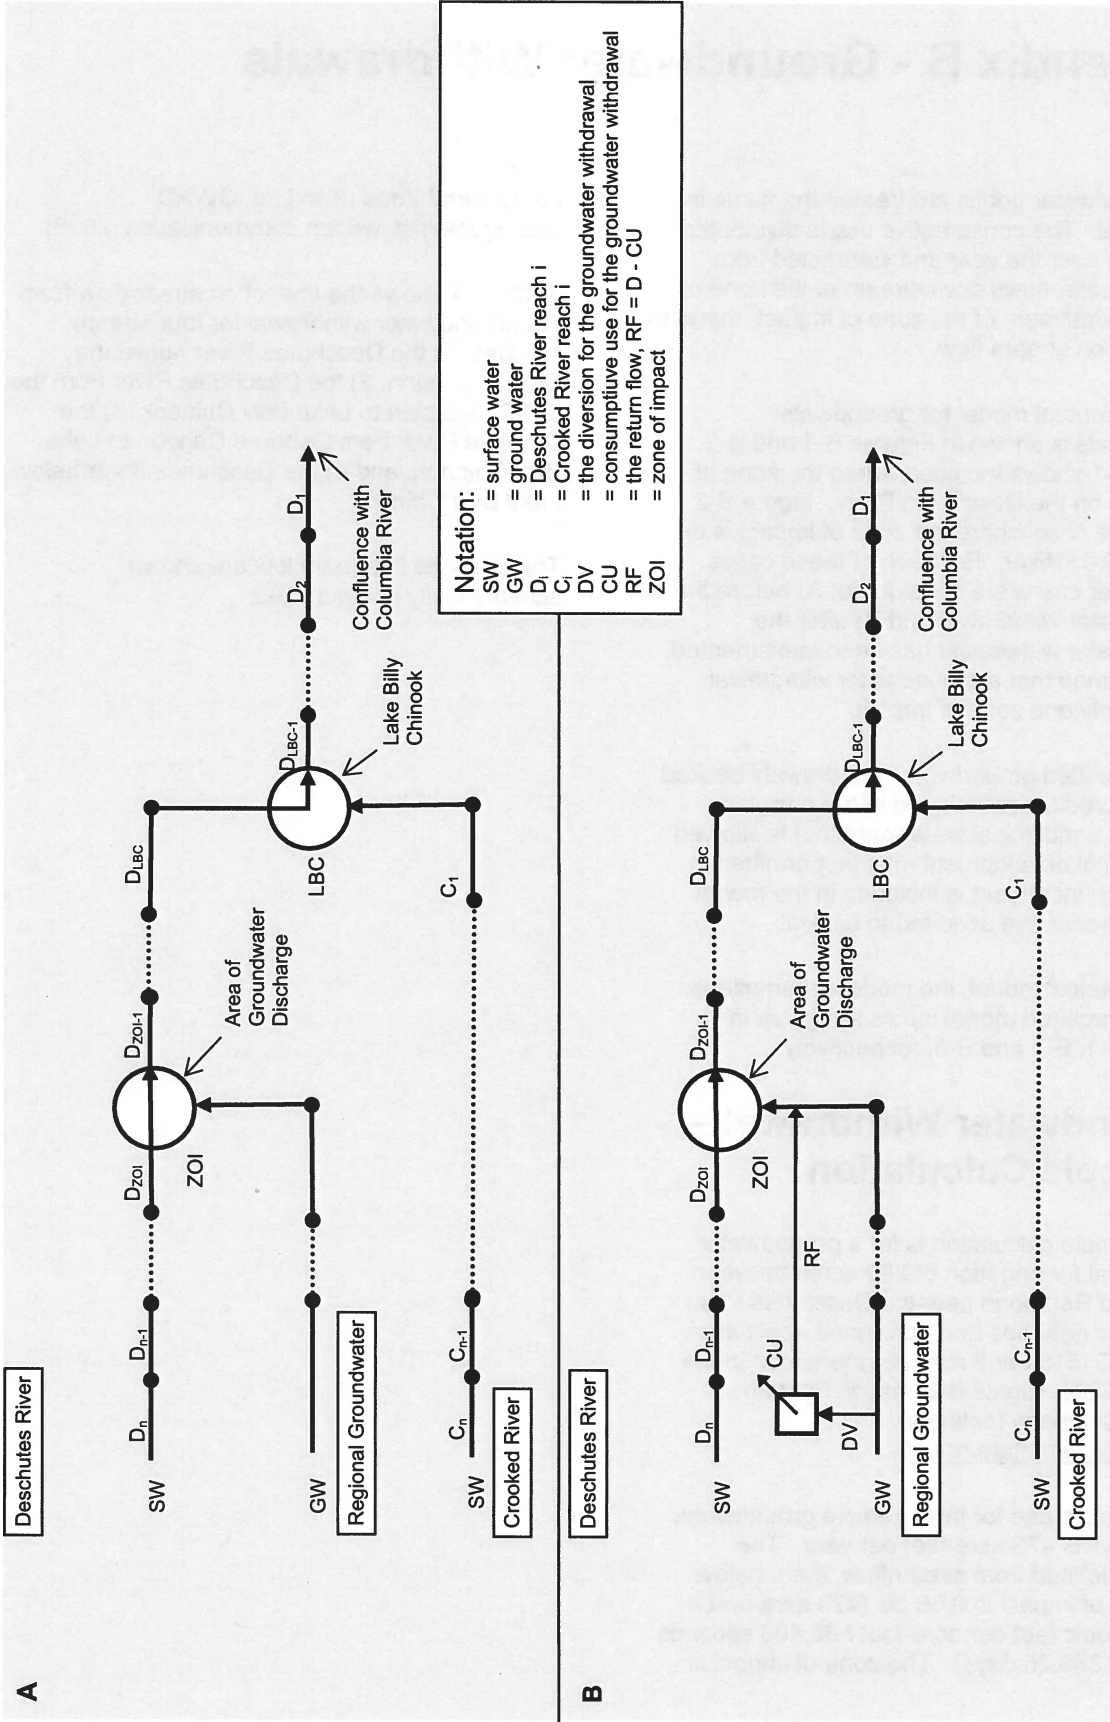 A
Deschutes River
SW
Dn
Dn-1
DZOI
DZOI-1
DLBC
ZOI
Area of
Groundwater
Discharge
GW
Regional Groundwater
LBC
DLBC-1
D2
D1
Lake Billy
Chinook
Confluence with
Columbia River
SW
Cn
Cn-1
C1
Crooked River
Notation:
SW = surface water
GW = ground water
Di = Deschutes River reach i
Ci = Crooked River reach i
DV = the diversion for the groundwater withdrawal
CU = consumptiive use for the groundwater withdrawal
RF = the return flow, RF = D - CU
ZOI = zone of impact
B
Deschutes River
SW
Dn
Dn-1
DZOI
DZOI-1
DLBC
ZOI
Area of
Groundwater
Discharge
CU
RF
DV
GW
Regional Groundwater
LBC
DLBC-1
D2
D1
Lake Billy
Chinook
Confluence with
Columbia River
SW
Cn
Cn-1
C1
Crooked River